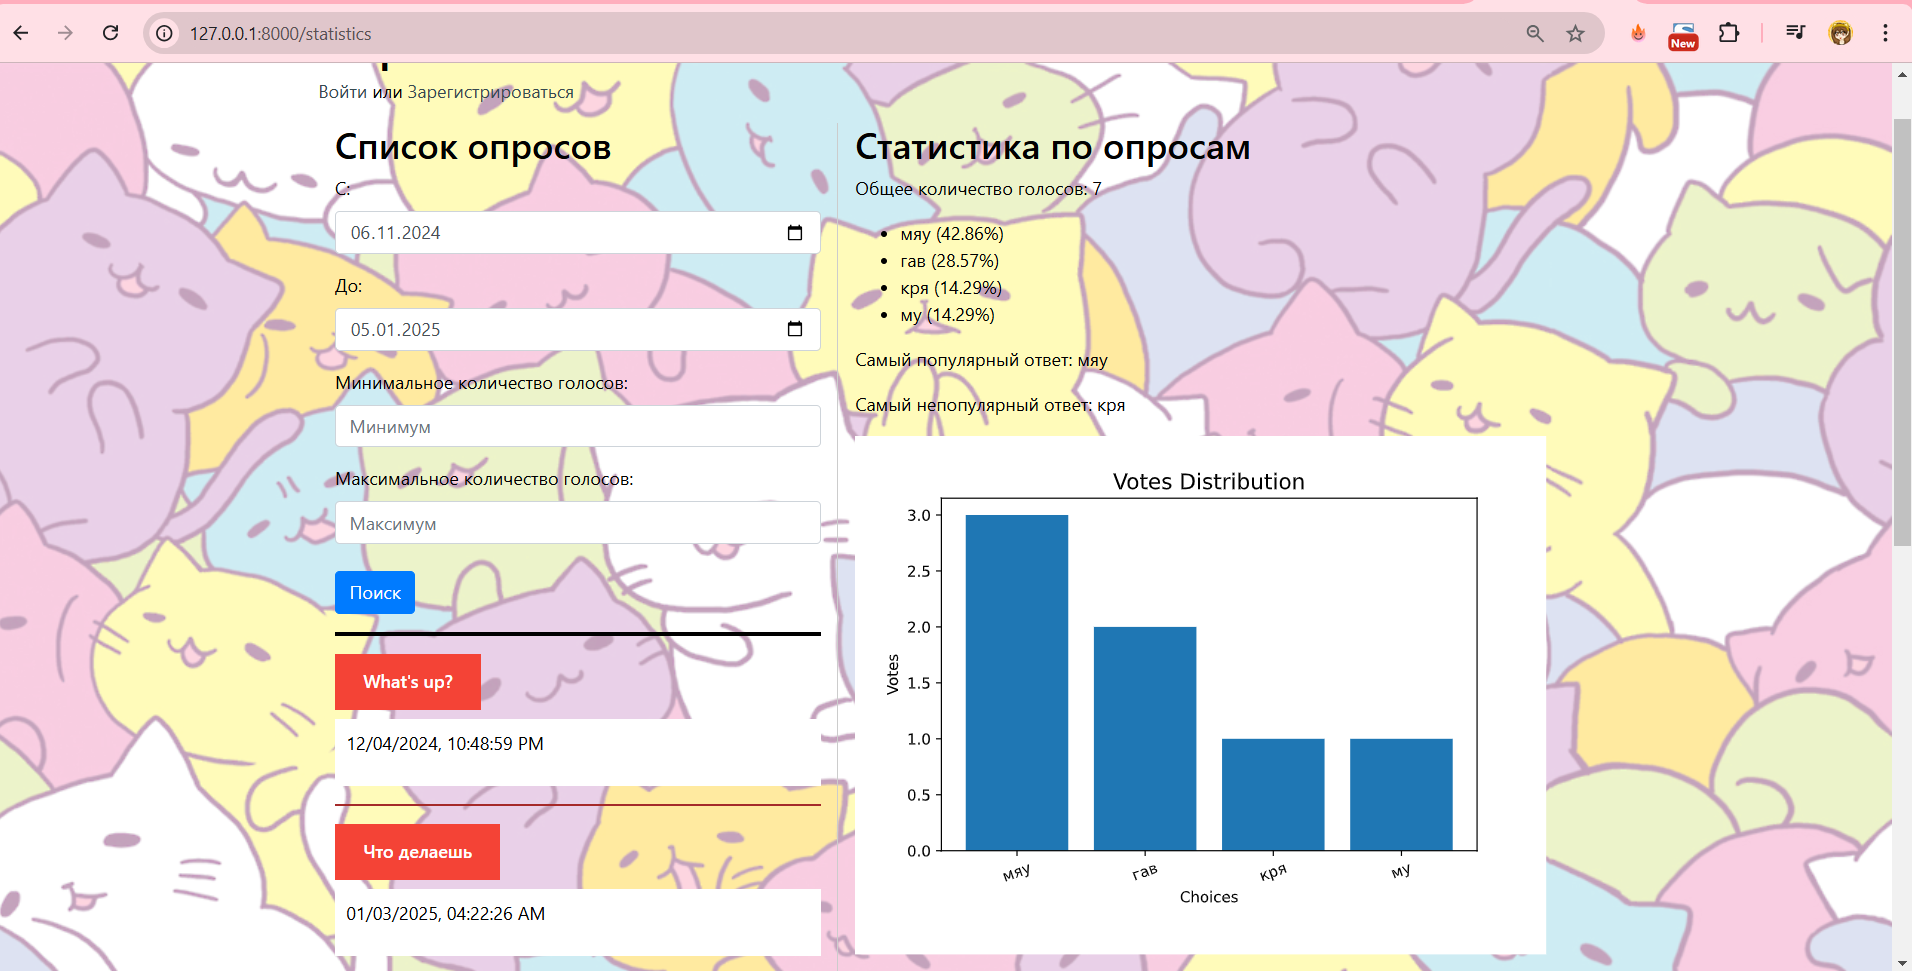 127.0.0.1:8000/statistics
New
Войти или Зарегистрироваться
Список опросов
С:
06.11.2024
До:
05.01.2025
Минимальное количество голосов:
Минимум
Максимальное количество голосов:
Максимум
Поиск
What's up?
12/04/2024, 10:48:59 PM
Что делаешь
01/03/2025, 04:22:26 AM
Статистика по опросам
Общее количество голосов: 7
мяу (42.86%)
гав (28.57%)
кря (14.29%)
му (14.29%)
Самый популярный ответ: мяу
Самый непопулярный ответ: кря
Votes Distribution
3.0
2.5
2.0
1.5
1.0
0.5
0.0
Votes
мяу гав кря му
Choices